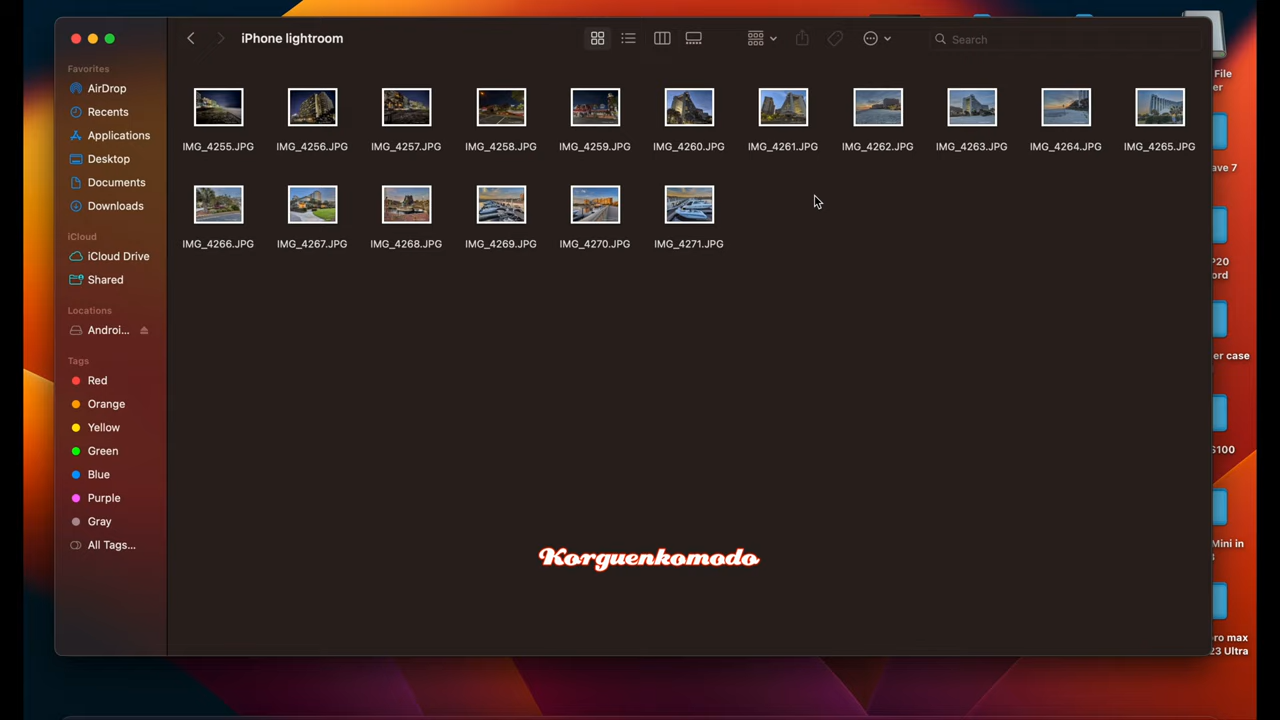 iPhone lightroom
Search
Favorites
AirDrop
Recents
Applications
Desktop
Documents
Downloads
iCloud
iCloud Drive
Shared
Locations
Androi...
Tags
Red
Orange
Yellow
Green
Blue
Purple
Gray
All Tags...
IMG_4255.JPG IMG_4256.JPG IMG_4257.JPG IMG_4258.JPG IMG_4259.JPG IMG_4260.JPG IMG_4261.JPG IMG_4262.JPG IMG_4263.JPG IMG_4264.JPG IMG_4265.JPG
IMG_4266.JPG IMG_4267.JPG IMG_4268.JPG IMG_4269.JPG IMG_4270.JPG IMG_4271.JPG
Korguenkomodo
File
er
ave 7
P20
ord
er case
S100
Mini in
3
ro max
23 Ultra